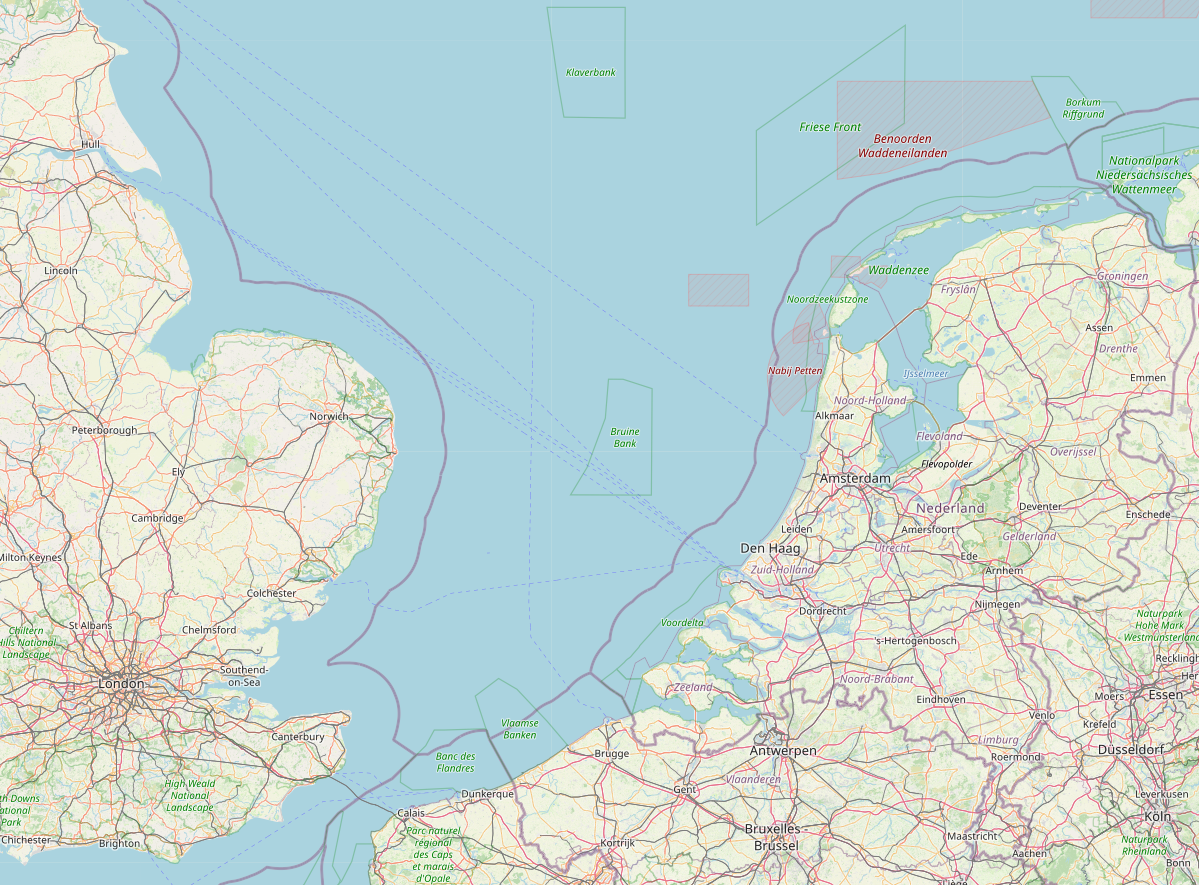 Klaverbank
Borkum
Riffgrund
Friese Front
Benoorden
Waddeneilanden
Hull
Nationalpark
Niedersächsisches
Wattenmeer
Lincoln
Waddenzee
Groningen
Fryslân
Noordzeekustzone
Assen
Drenthe
Nabij Petten
IJsselmeer
Emmen
Noord-Holland
Alkmaar
Norwich
Peterborough
Bruine
Bank
Flevoland
Overijssel
Flevopolder
Ely
Amsterdam
Nederland
Deventer
Enschede
Cambridge
Leiden
Amersfoort
Gelderland
Den Haag
Utrecht
Ede
Milton Keynes
Zuid-Holland
Arnhem
Colchester
Nijmegen
Dordrecht
St Albans
Chelmsford
Voordelta
's-Hertogenbosch
Chiltern
Hills National
Landscape
Naturpark
Hohe Mark
Westmünsterland
Southend-
on-Sea
London
Zeeland
Noord-Brabant
Eindhoven
Moers
Essen
Venlo
Krefeld
Canterbury
Vlaamse
Banken
Brugge
Antwerpen
Limburg
Roermond
Düsseldorf
Banc des
Flandres
Vlaanderen
Gent
High Weald
National
Landscape
Dunkerque
Leverkusen
Calais
Köln
th Downs
ational
Park
Chichester
Brighton
Parc naturel
régional
des Caps
et marais
d'Opale
Kortrijk
Bruxelles -
Brussel
Maastricht
Aachen
Naturpark
Rheinland
Bonn
Liège